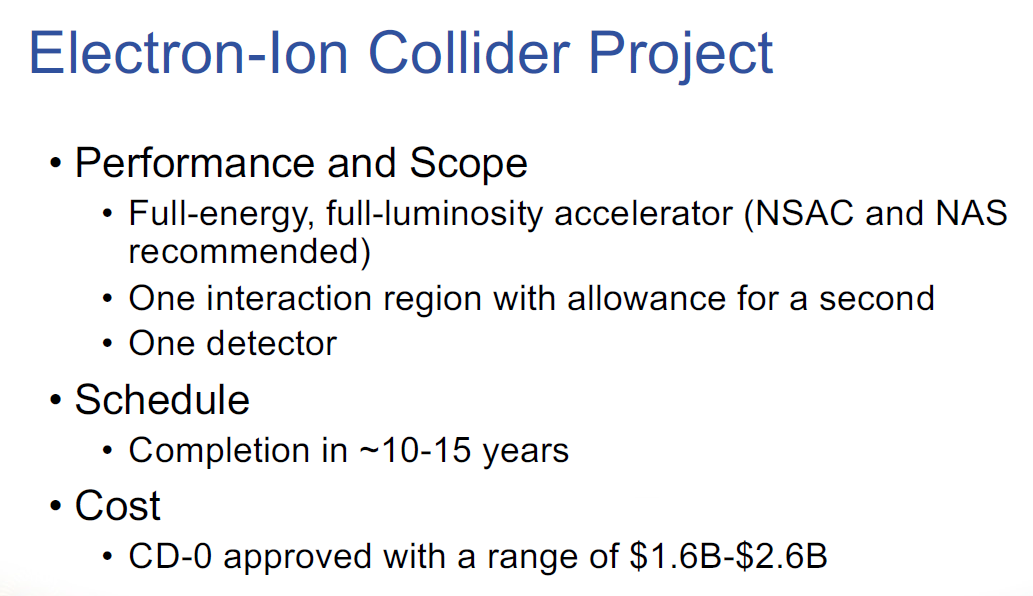 Electron-Ion Collider Project
• Performance and Scope
• Full-energy, full-luminosity accelerator (NSAC and NAS
recommended)
• One interaction region with allowance for a second
• One detector
• Schedule
• Completion in ~10-15 years
• Cost
• CD-0 approved with a range of $1.6B-$2.6B